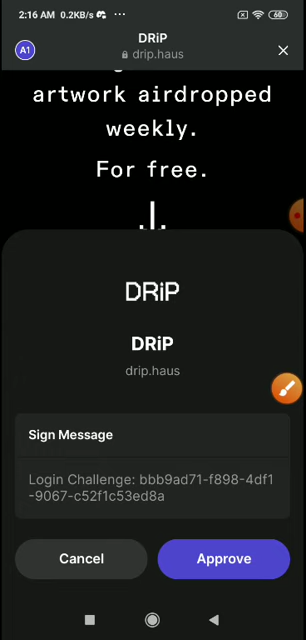 2:16 AM 0.2KB/s ···
60
A1
DRiP
drip.haus
artwork airdropped
weekly.
For free.
DRiP
DRiP
drip.haus
Sign Message
Login Challenge: bbb9ad71-f898-4df1
-9067-c52f1c53ed8a
Cancel
Approve